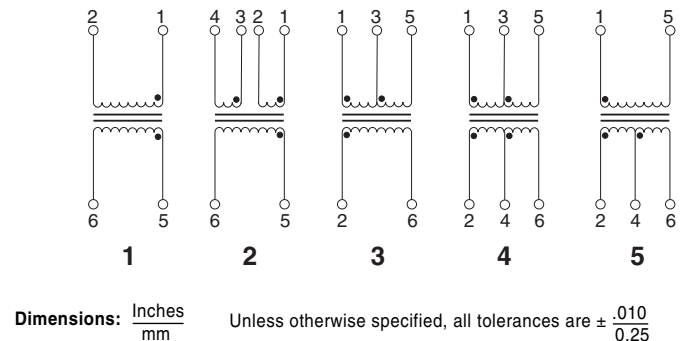 2 1 4 3 2 1 1 3 5 1 3 5 1 5
6 5 6 5 2 6 2 4 6 2 4 6
1 2 3 4 5
Dimensions: Inches/mm Unless otherwise specified, all tolerances are ± .010/0.25